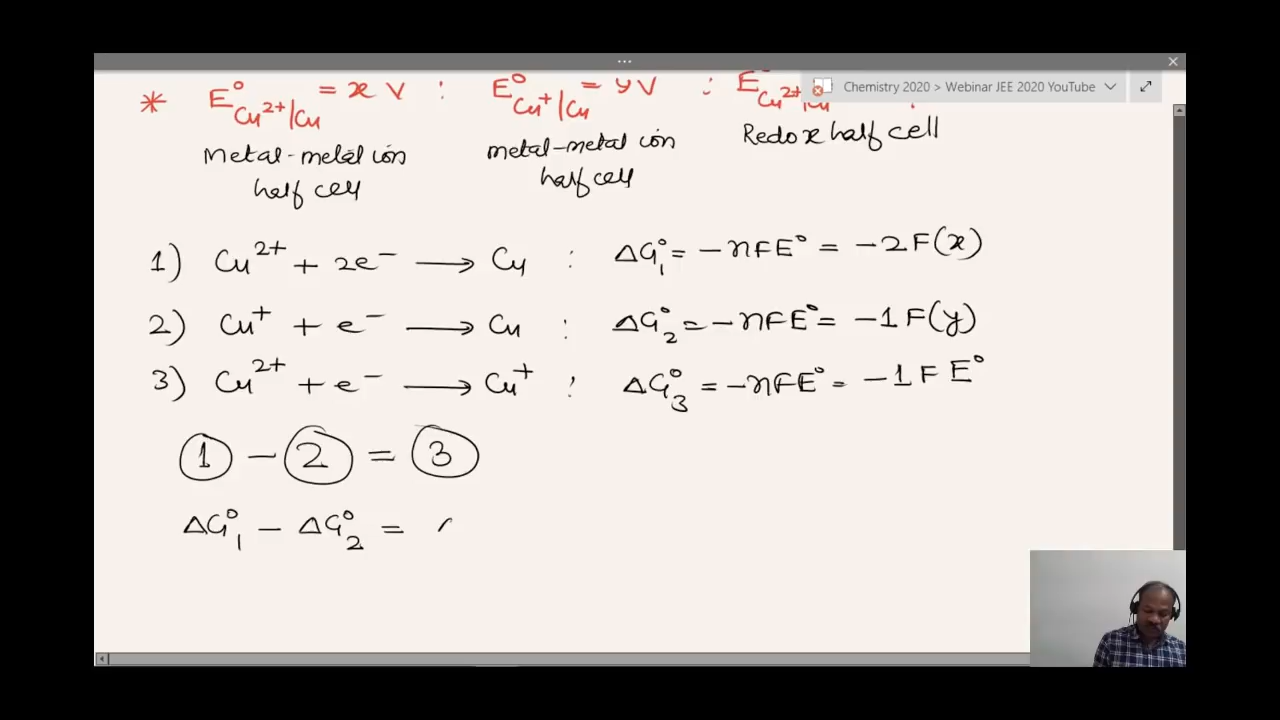 ...
Chemistry 2020 > Webinar JEE 2020 YouTube
* E°Cu²⁺/Cu = x V : E°Cu⁺/Cu = y V : E°Cu²⁺/Cu
Metal-metal ion half cell
metal-metal ion half cell
Redox half cell
1) Cu²⁺ + 2e⁻ ⟶ Cu : ΔG°₁ = -nFE° = -2F(x)
2) Cu⁺ + e⁻ ⟶ Cu : ΔG°₂ = -nFE° = -1F(y)
3) Cu²⁺ + e⁻ ⟶ Cu⁺ : ΔG°₃ = -nFE° = -1FE°
① - ② = ③
ΔG°₁ - ΔG°₂ =